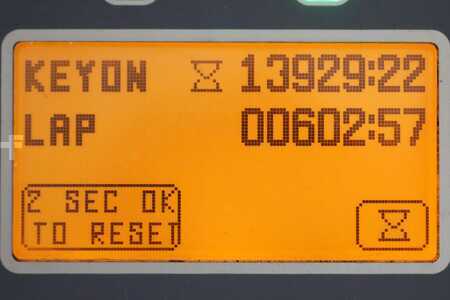 KEYON 13929:22
LAP 00602:57
2 SEC OK
TO RESET